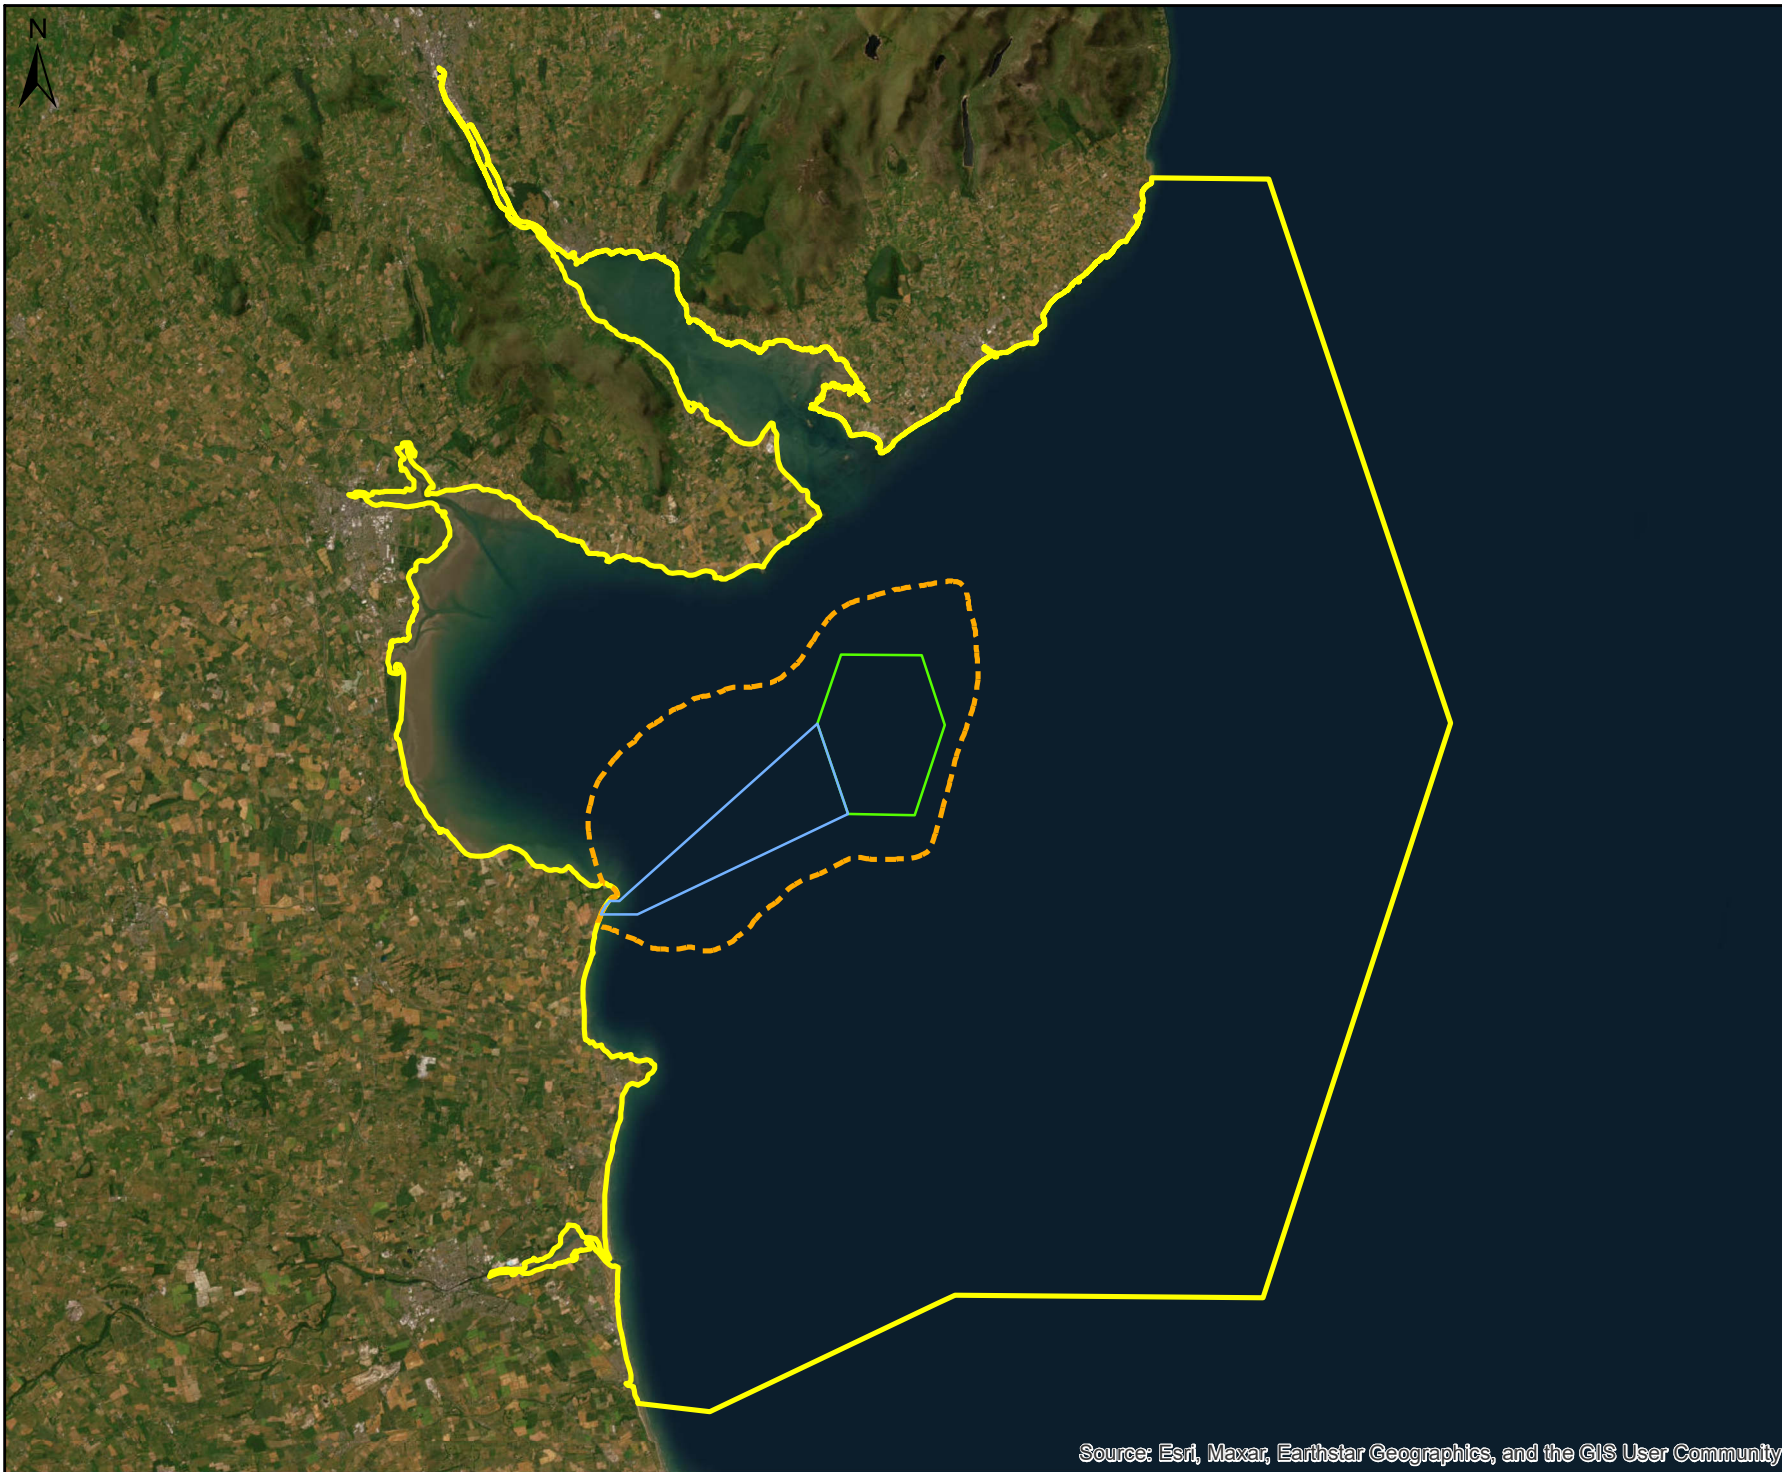 N
Source: Esri, Maxar, Earthstar Geographics, and the GIS User Community